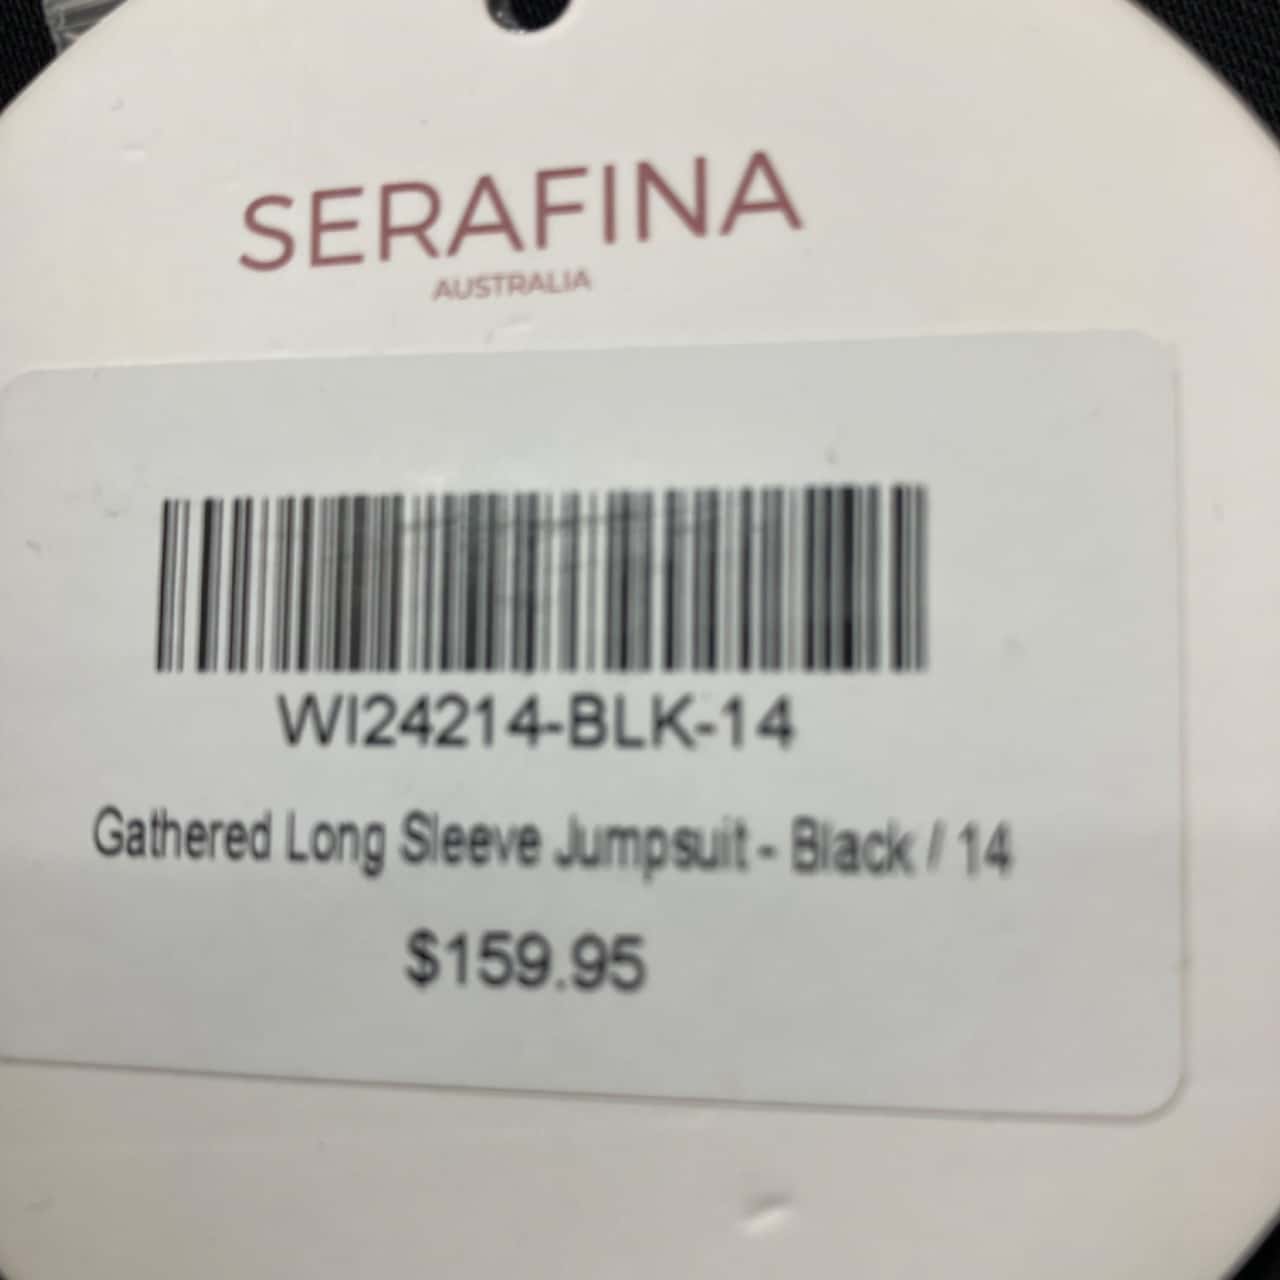 SERAFINA
AUSTRALIA
WI24214-BLK-14
Gathered Long Sleeve Jumpsuit - Black / 14
$159.95